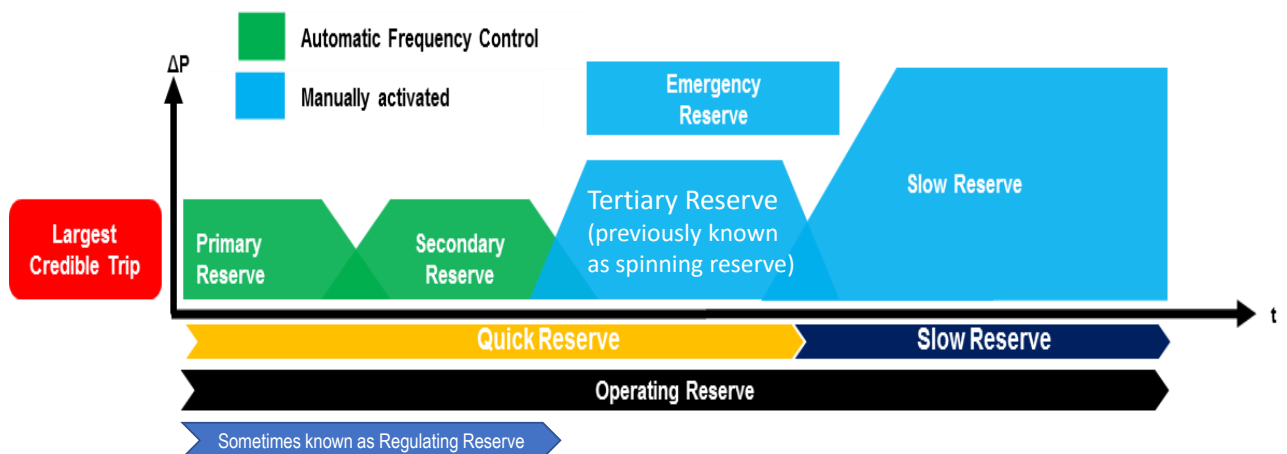 Automatic Frequency Control
ΔP
Manually activated
Emergency
Reserve
Slow Reserve
Tertiary Reserve
(previously known
as spinning reserve)
Largest
Credible Trip
Primary
Reserve
Secondary
Reserve
t
Quick Reserve
Slow Reserve
Operating Reserve
Sometimes known as Regulating Reserve